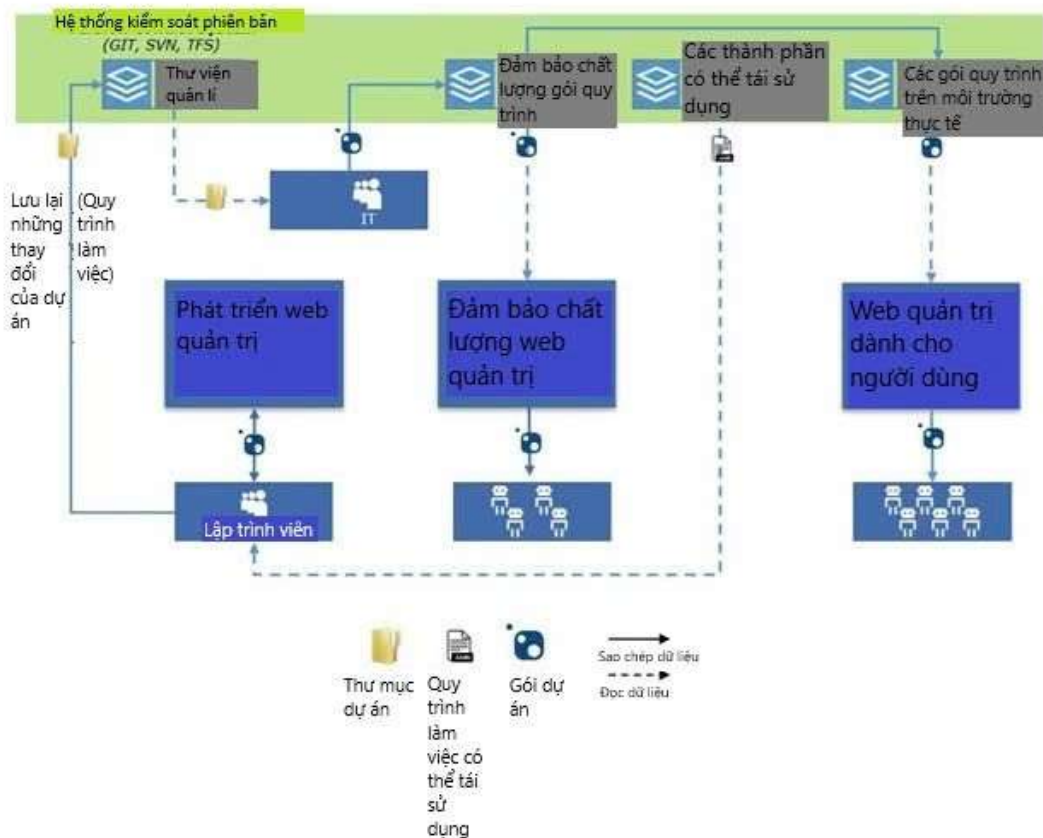 Hệ thống kiểm soát phiên bản
(GIT, SVN, TFS)
Thư viện
quản lí
Đảm bảo chất
lượng gói quy
trình
Các thành phần
có thể tái sử
dụng
Các gói quy trình
trên môi trường
thực tế
IT
Lưu lại
những
thay
đổi
của dự
án
(Quy
trình
làm
việc)
Phát triển web
quản trị
Đảm bảo chất
lượng web
quản trị
Web quản trị
dành cho
người dùng
Lập trình viên
Thư mục
dự án
Quy
trình
làm
việc có
thể tái
sử
dụng
Gói dự
án
Sao chép dữ liệu
Đọc dữ liệu